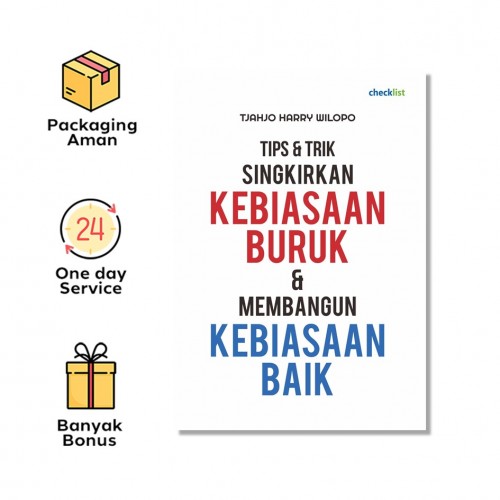 Packaging
Aman
24
One day
Service
Banyak
Bonus
checklist
TJAHJO HARRY WILOPO
TIPS & TRIK
SINGKIRKAN
KEBIASAAN
BURUK
&
MEMBANGUN
KEBIASAAN
BAIK